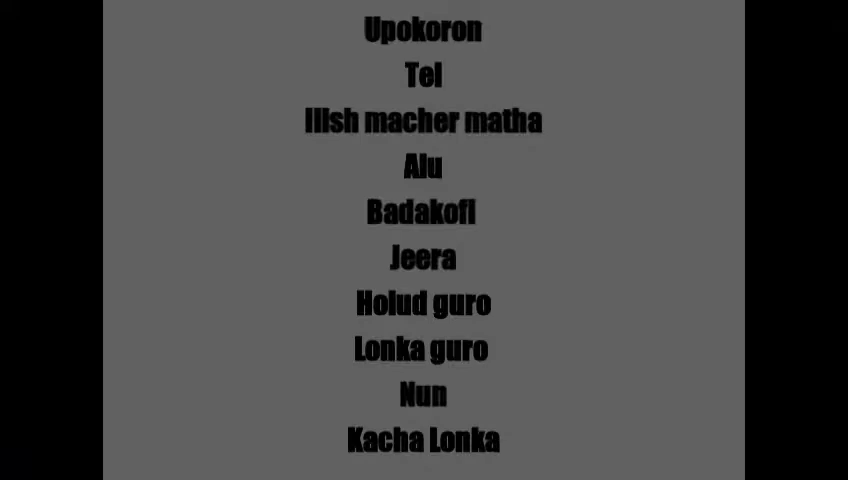 Upokoron
Tel
Ilish macher matha
Alu
Badakofi
Jeera
Holud guro
Lonka guro
Nun
Kacha Lonka